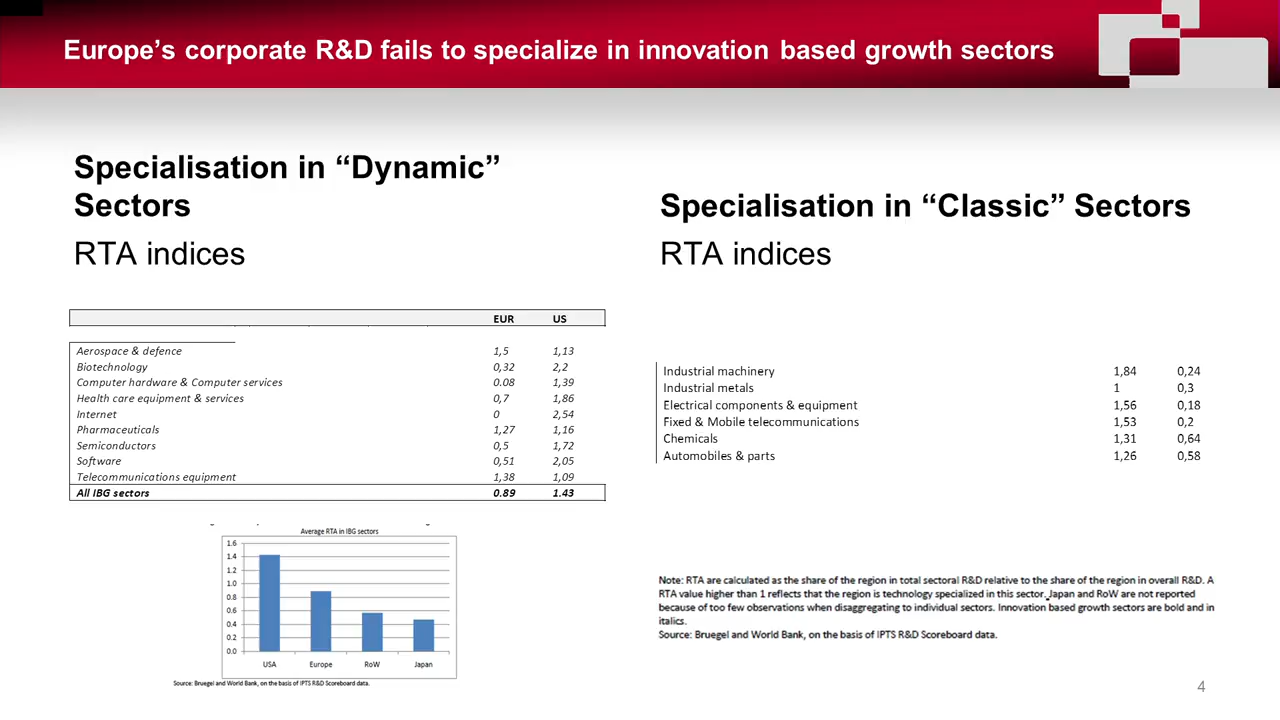 Europe’s corporate R&D fails to specialize in innovation based growth sectors
Specialisation in “Dynamic”
Sectors
RTA indices
EUR US
Aerospace & defence 1,5 1,13
Biotechnology 0,32 2,2
Computer hardware & Computer services 0.08 1,39
Health care equipment & services 0,7 1,86
Internet 0 2,54
Pharmaceuticals 1,27 1,16
Semiconductors 0,5 1,72
Software 0,51 2,05
Telecommunications equipment 1,38 1,09
All IBG sectors 0.89 1.43
Average RTA in IBG sectors
1.6
1.4
1.2
1.0
0.8
0.6
0.4
0.2
0.0
USA Europe RoW Japan
Source: Bruegel and World Bank, on the basis of IPTS R&D Scoreboard data.
Specialisation in “Classic” Sectors
RTA indices
Industrial machinery 1,84 0,24
Industrial metals 1 0,3
Electrical components & equipment 1,56 0,18
Fixed & Mobile telecommunications 1,53 0,2
Chemicals 1,31 0,64
Automobiles & parts 1,26 0,58
Note: RTA are calculated as the share of the region in total sectoral R&D relative to the share of the region in overall R&D. A
RTA value higher than 1 reflects that the region is technology specialized in this sector. Japan and RoW are not reported
because of too few observations when disaggregating to individual sectors. Innovation based growth sectors are bold and in
italics.
Source: Bruegel and World Bank, on the basis of IPTS R&D Scoreboard data.
4